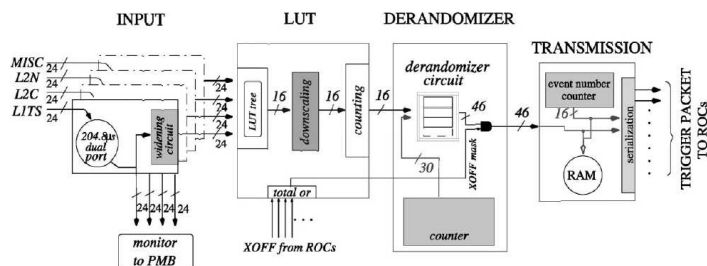 INPUT
LUT
DERANDOMIZER
TRANSMISSION
MISC
24
L2N
24
L2C
24
L1TS
24
204.8µs
dual
port
widening
circuit
24
24
24
24
24
24
24
24
monitor
to PMB
LUT tree
16
downscaling
16
counting
16
total or
XOFF from ROCs
. . .
derandomizer
circuit
46
XOFF mask
30
counter
46
event number
counter
16
RAM
serialization
TRIGGER PACKET
TO ROCs